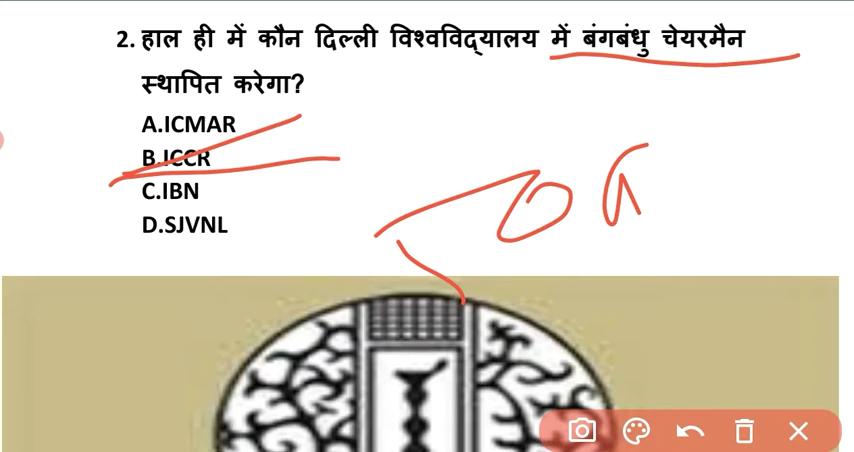 2. हाल ही में कौन दिल्ली विश्वविद्यालय में बंगबंधु चेयरमैन
स्थापित करेगा?
A.ICMAR
B.ICCR
C.IBN
D.SJVNL